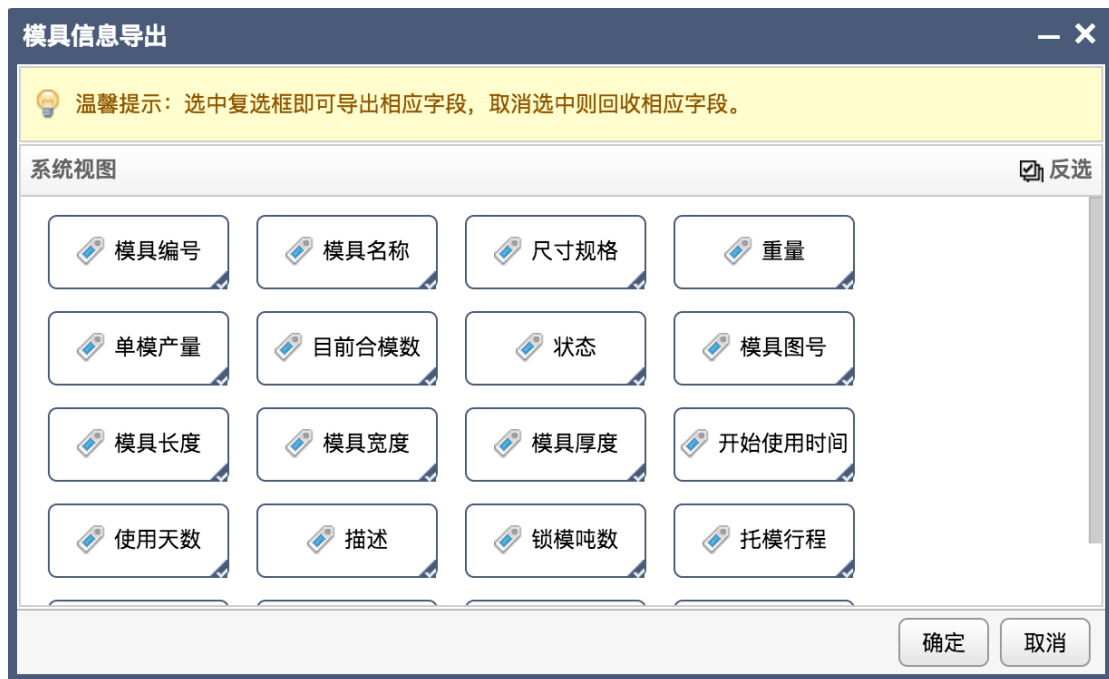 模具信息导出
温馨提示：选中复选框即可导出相应字段，取消选中则回收相应字段。
系统视图 反选
模具编号 模具名称 尺寸规格 重量
单模产量 目前合模数 状态 模具图号
模具长度 模具宽度 模具厚度 开始使用时间
使用天数 描述 锁模吨数 托模行程
确定 取消